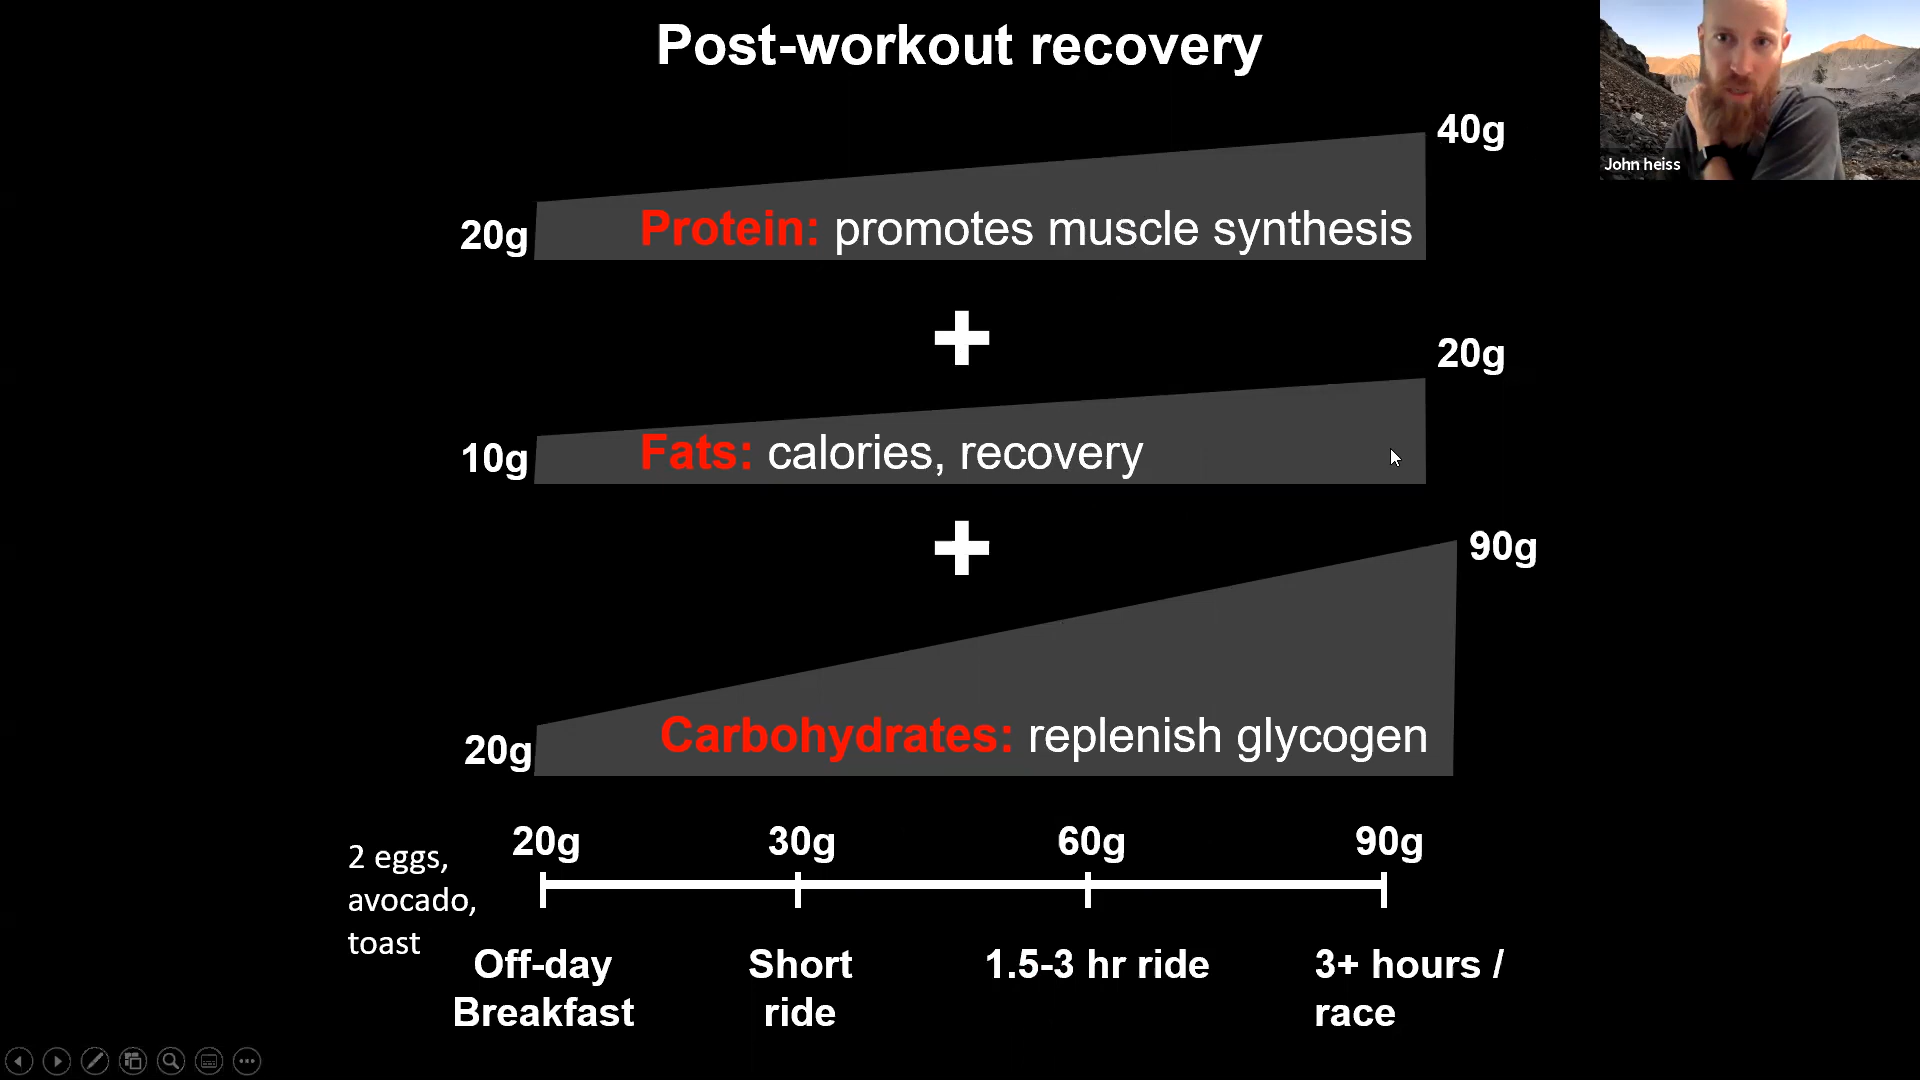 Post-workout recovery
John heiss
40g
20g
Protein: promotes muscle synthesis
20g
10g
Fats: calories, recovery
90g
20g
Carbohydrates: replenish glycogen
20g
30g
60g
90g
2 eggs,
avocado,
toast
Off-day
Breakfast
Short
ride
1.5-3 hr ride
3+ hours /
race